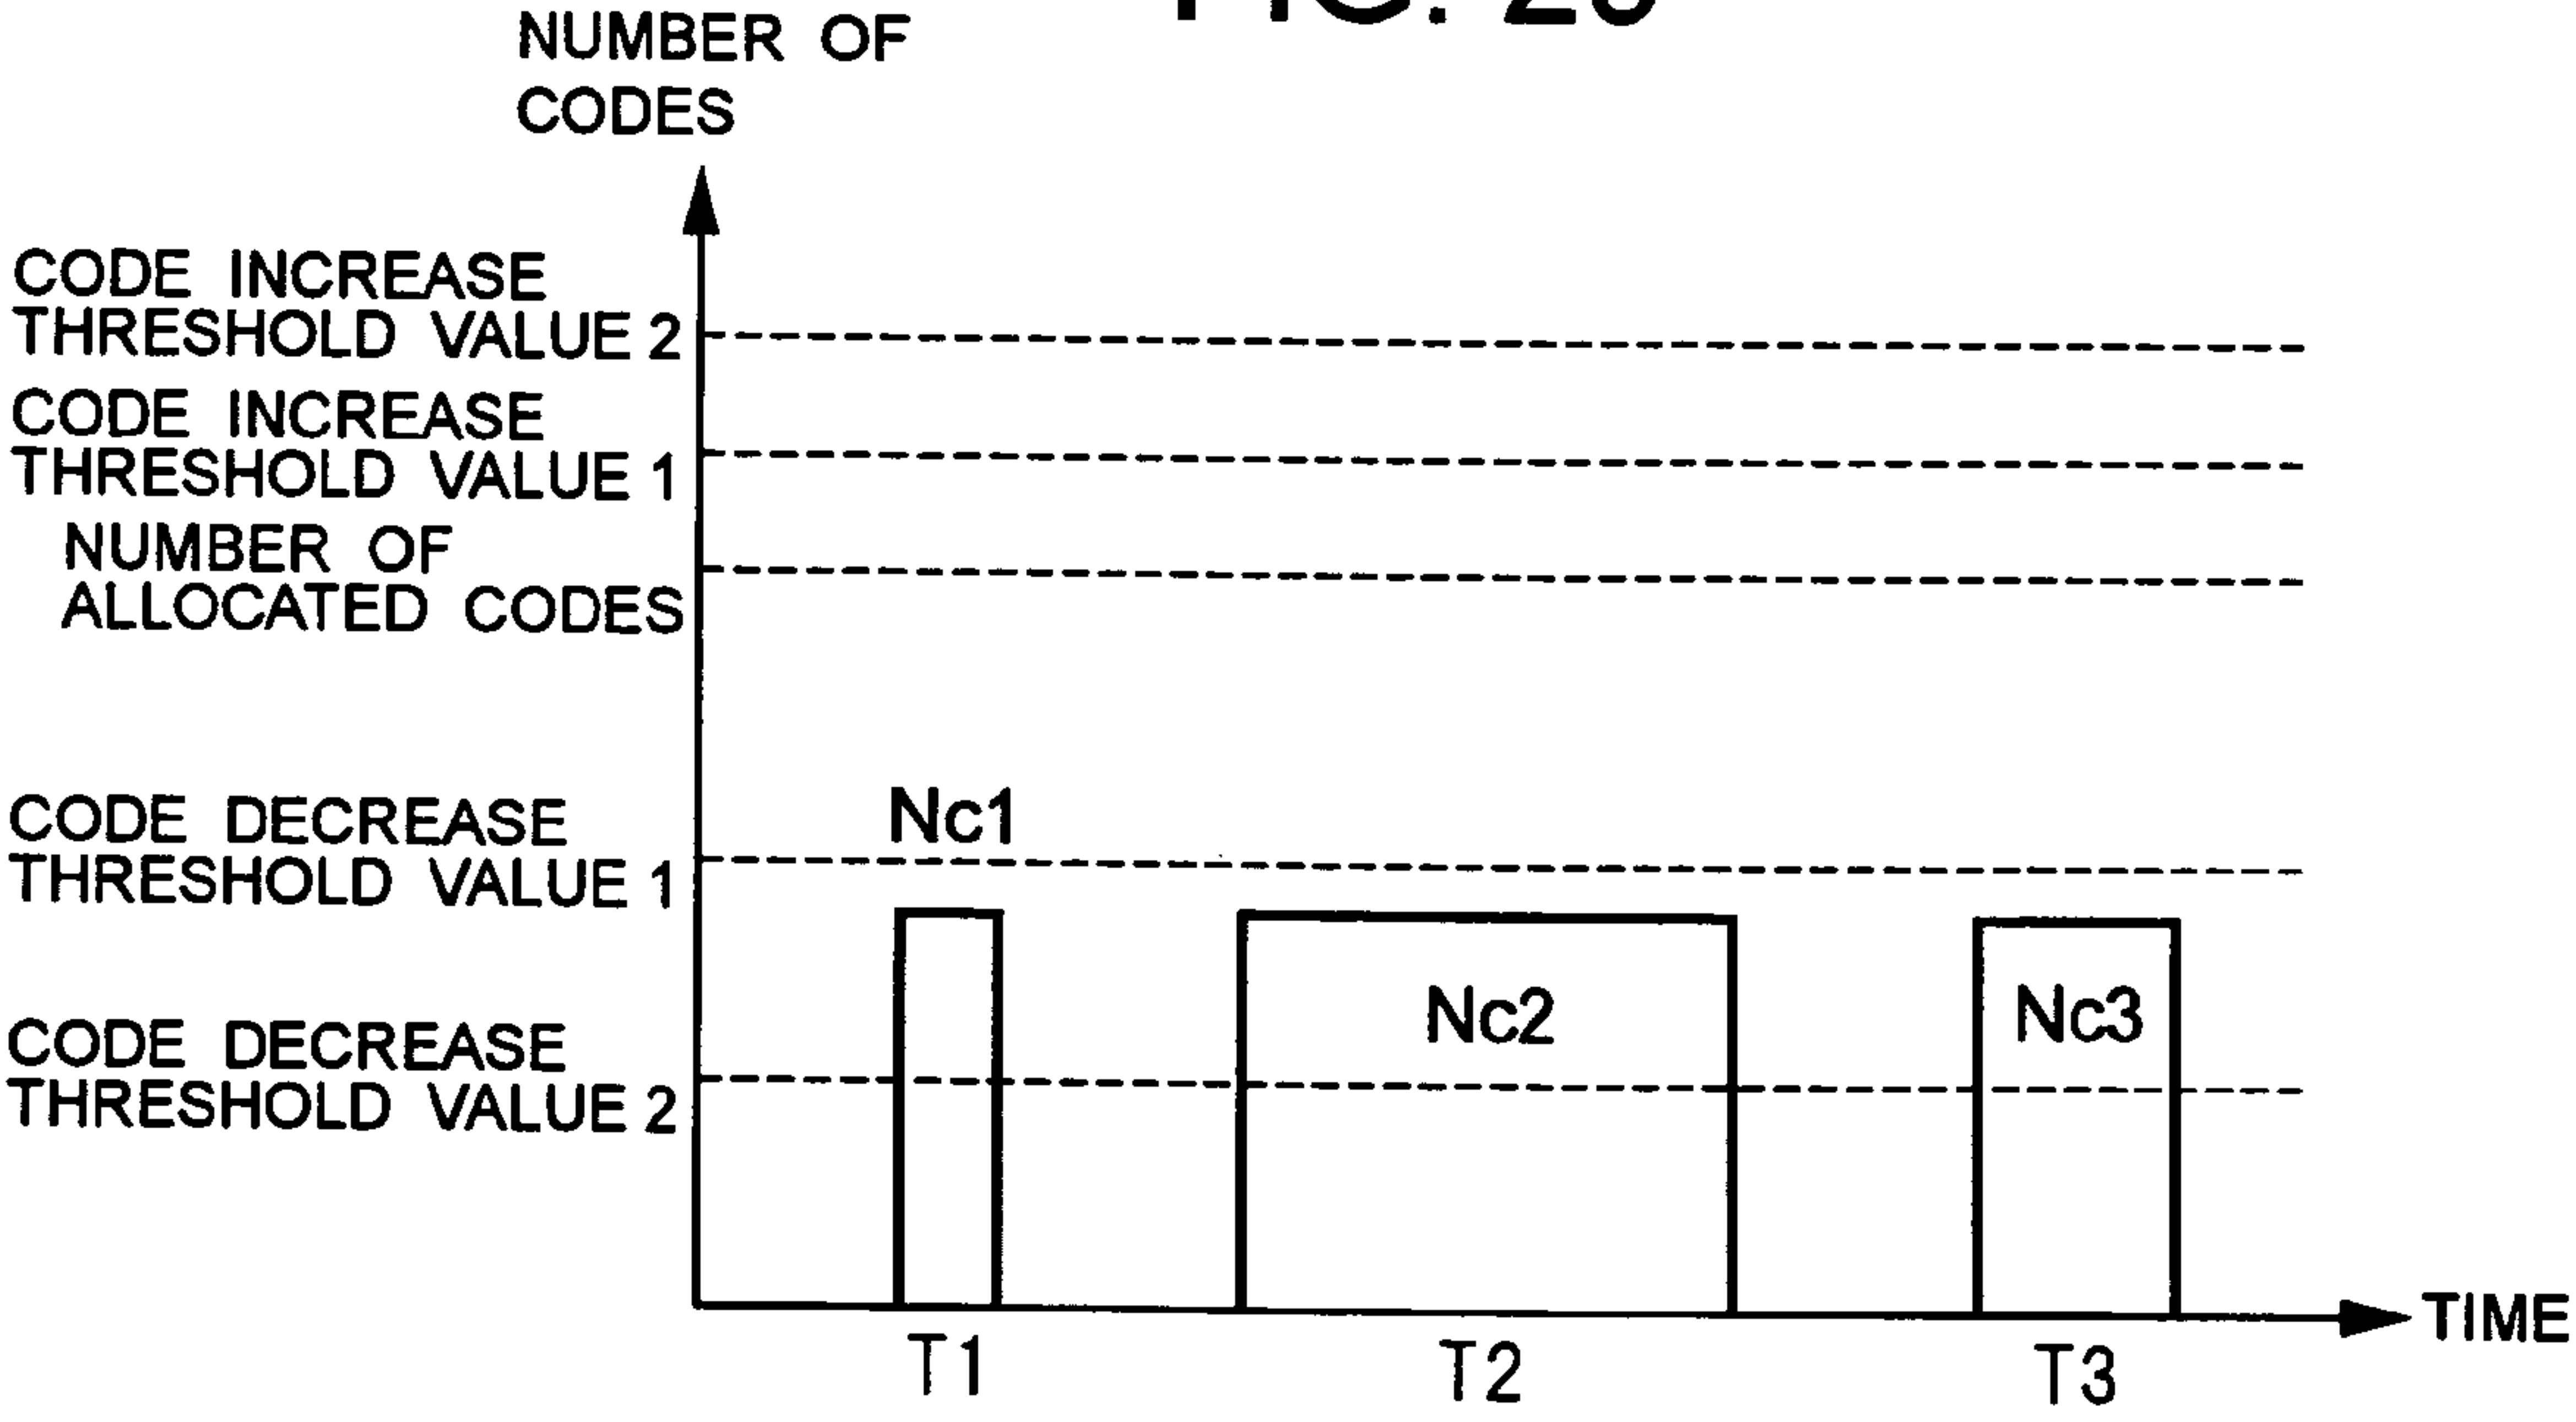 NUMBER OF
CODES
CODE INCREASE
THRESHOLD VALUE 2
CODE INCREASE
THRESHOLD VALUE 1
NUMBER OF
ALLOCATED CODES
CODE DECREASE
THRESHOLD VALUE 1
Nc1
CODE DECREASE
THRESHOLD VALUE 2
Nc2
Nc3
TIME
T1
T2
T3